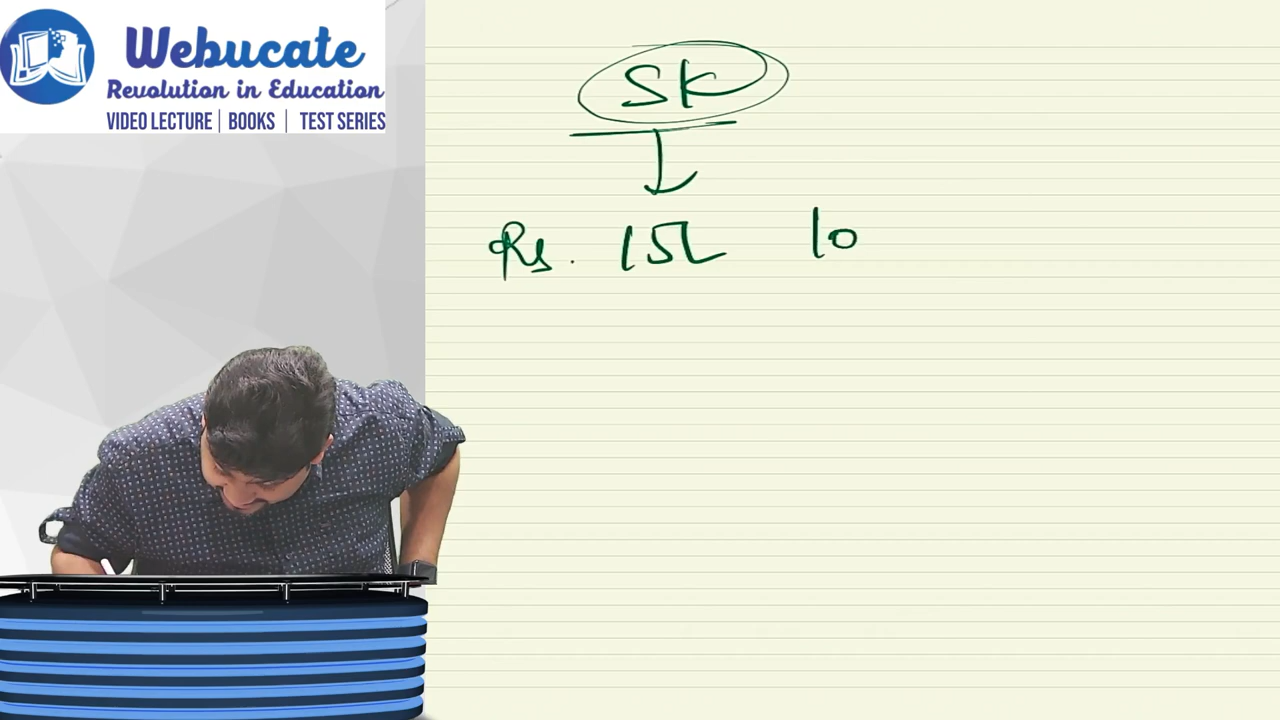 Webucate
Revolution in Education
VIDEO LECTURE | BOOKS | TEST SERIES
SK
Rs. 15L 10